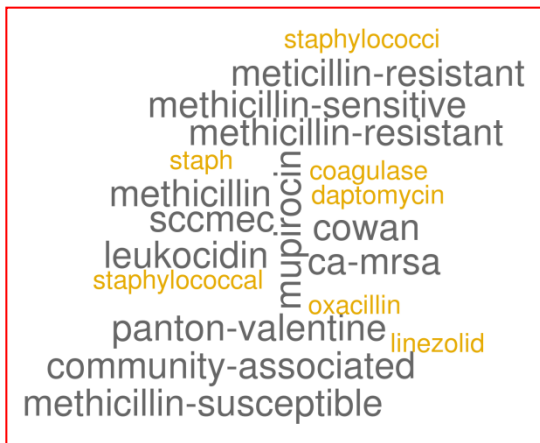 staphylococci
meticillin-resistant
methicillin-sensitive
methicillin-resistant
staph
coagulase
methicillin
daptomycin
mupirocin
sccmec
cowan
leukocidin
ca-mrsa
staphylococcal
oxacillin
panton-valentine
linezolid
community-associated
methicillin-susceptible